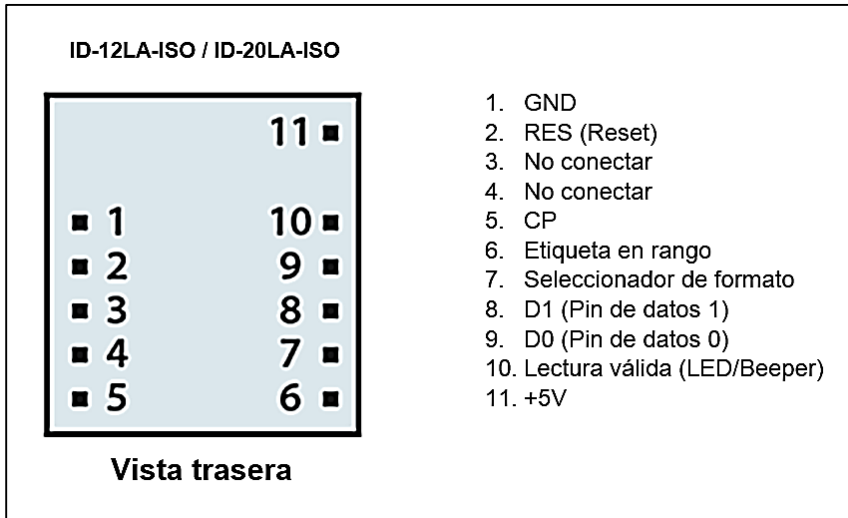 ID-12LA-ISO / ID-20LA-ISO
11
1 10
2 9
3 8
4 7
5 6
Vista trasera
1. GND
2. RES (Reset)
3. No conectar
4. No conectar
5. CP
6. Etiqueta en rango
7. Seleccionador de formato
8. D1 (Pin de datos 1)
9. D0 (Pin de datos 0)
10. Lectura válida (LED/Beeper)
11. +5V